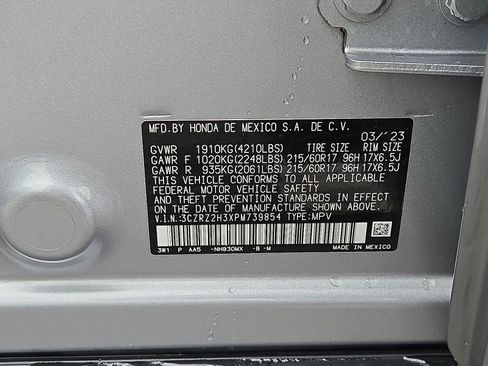 MFD.BY HONDA DE MEXICO S.A. DE C.V.
03/'23
GVWR 1910KG(4210LBS) TIRE SIZE RIM SIZE
GAWR F 1020KG(2248LBS) 215/60R17 96H 17X6.5J
GAWR R 935KG(2061LBS) 215/60R17 96H 17X6.5J
THIS VEHICLE CONFORMS TO ALL APPLICABLE
FEDERAL MOTOR VEHICLE SAFETY, BUMPER,
AND THEFT PREVENTION STANDARDS IN EFFECT ON
THE DATE OF MANUFACTURE SHOWN ABOVE.
V.I.N.:3CZRZ2H3XPM739854 TYPE:MPV
3W1 P AA5 -NH830MX -B -M MADE IN MEXICO